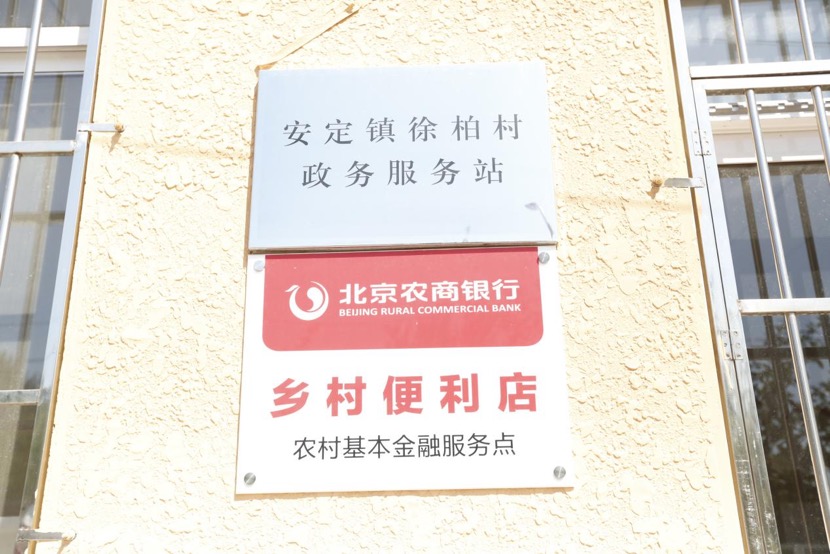 安定镇徐柏村
政务服务站
北京农商银行
BEIJING RURAL COMMERCIAL BANK
乡村便利店
农村基本金融服务点